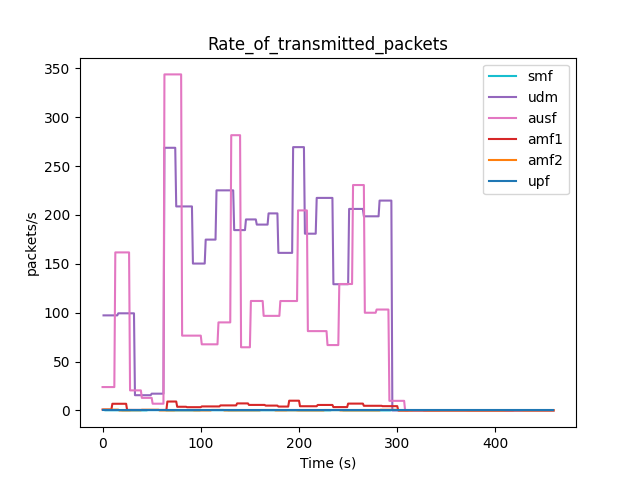 Rate_of_transmitted_packets
350
300
250
200
150
100
50
0
packets/s
0 100 200 300 400
Time (s)
smf
udm
ausf
amf1
amf2
upf